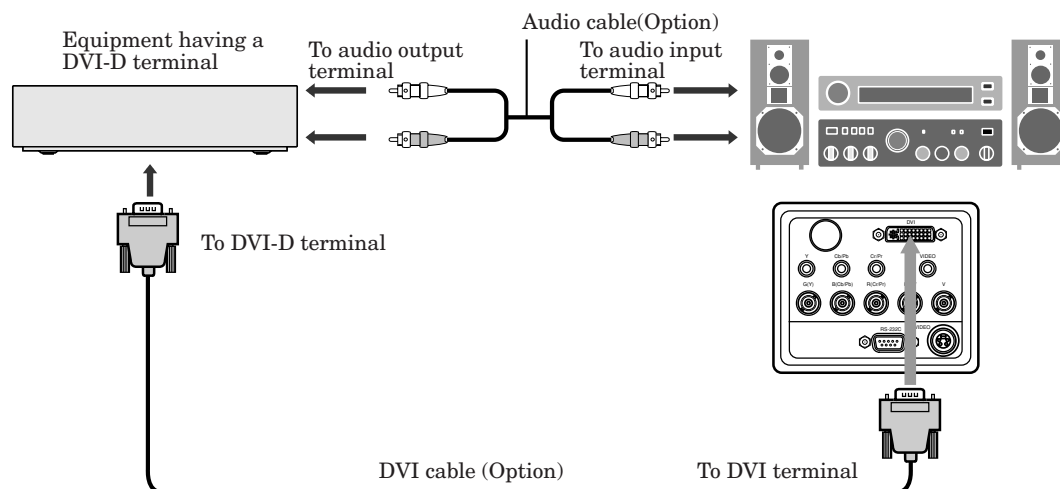 Audio cable(Option)
Equipment having a
DVI-D terminal
To audio output
terminal
To audio input
terminal
To DVI-D terminal
DVI
Y
Cb/Pb
Cr/Pr
VIDEO
G(Y)
B(Cb/Pb)
R(Cr/Pr)
V
RS-232C
VIDEO
DVI cable (Option)
To DVI terminal